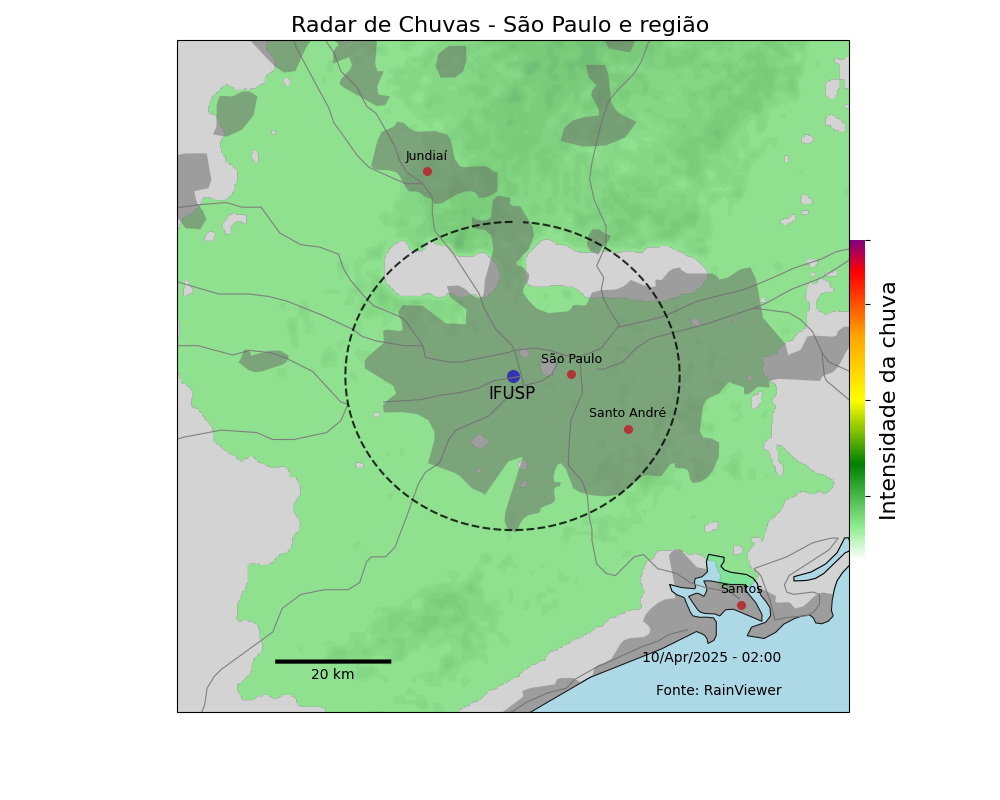 Radar de Chuvas - São Paulo e região
Jundiaí
São Paulo
IFUSP
Santo André
Intensidade da chuva
Santos
10/Apr/2025 - 02:00
20 km
Fonte: RainViewer